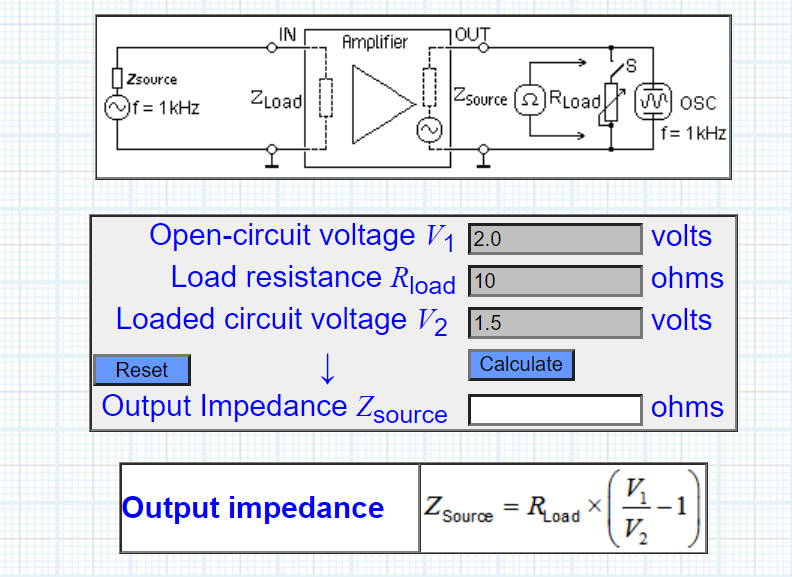 IN Amplifier OUT
Zsource
f = 1kHz
ZLoad
ZSource Ω RLoad
S
OSC
f = 1kHz
Open-circuit voltage V1 2.0 volts
Load resistance Rload 10 ohms
Loaded circuit voltage V2 1.5 volts
Reset ↓ Calculate
Output Impedance Zsource ohms
Output impedance ZSource = RLoad × (V1/V2 − 1)